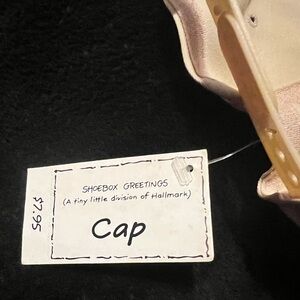 SHOEBOX GREETINGS
(A tiny little division of Hallmark)
Cap
$7.95